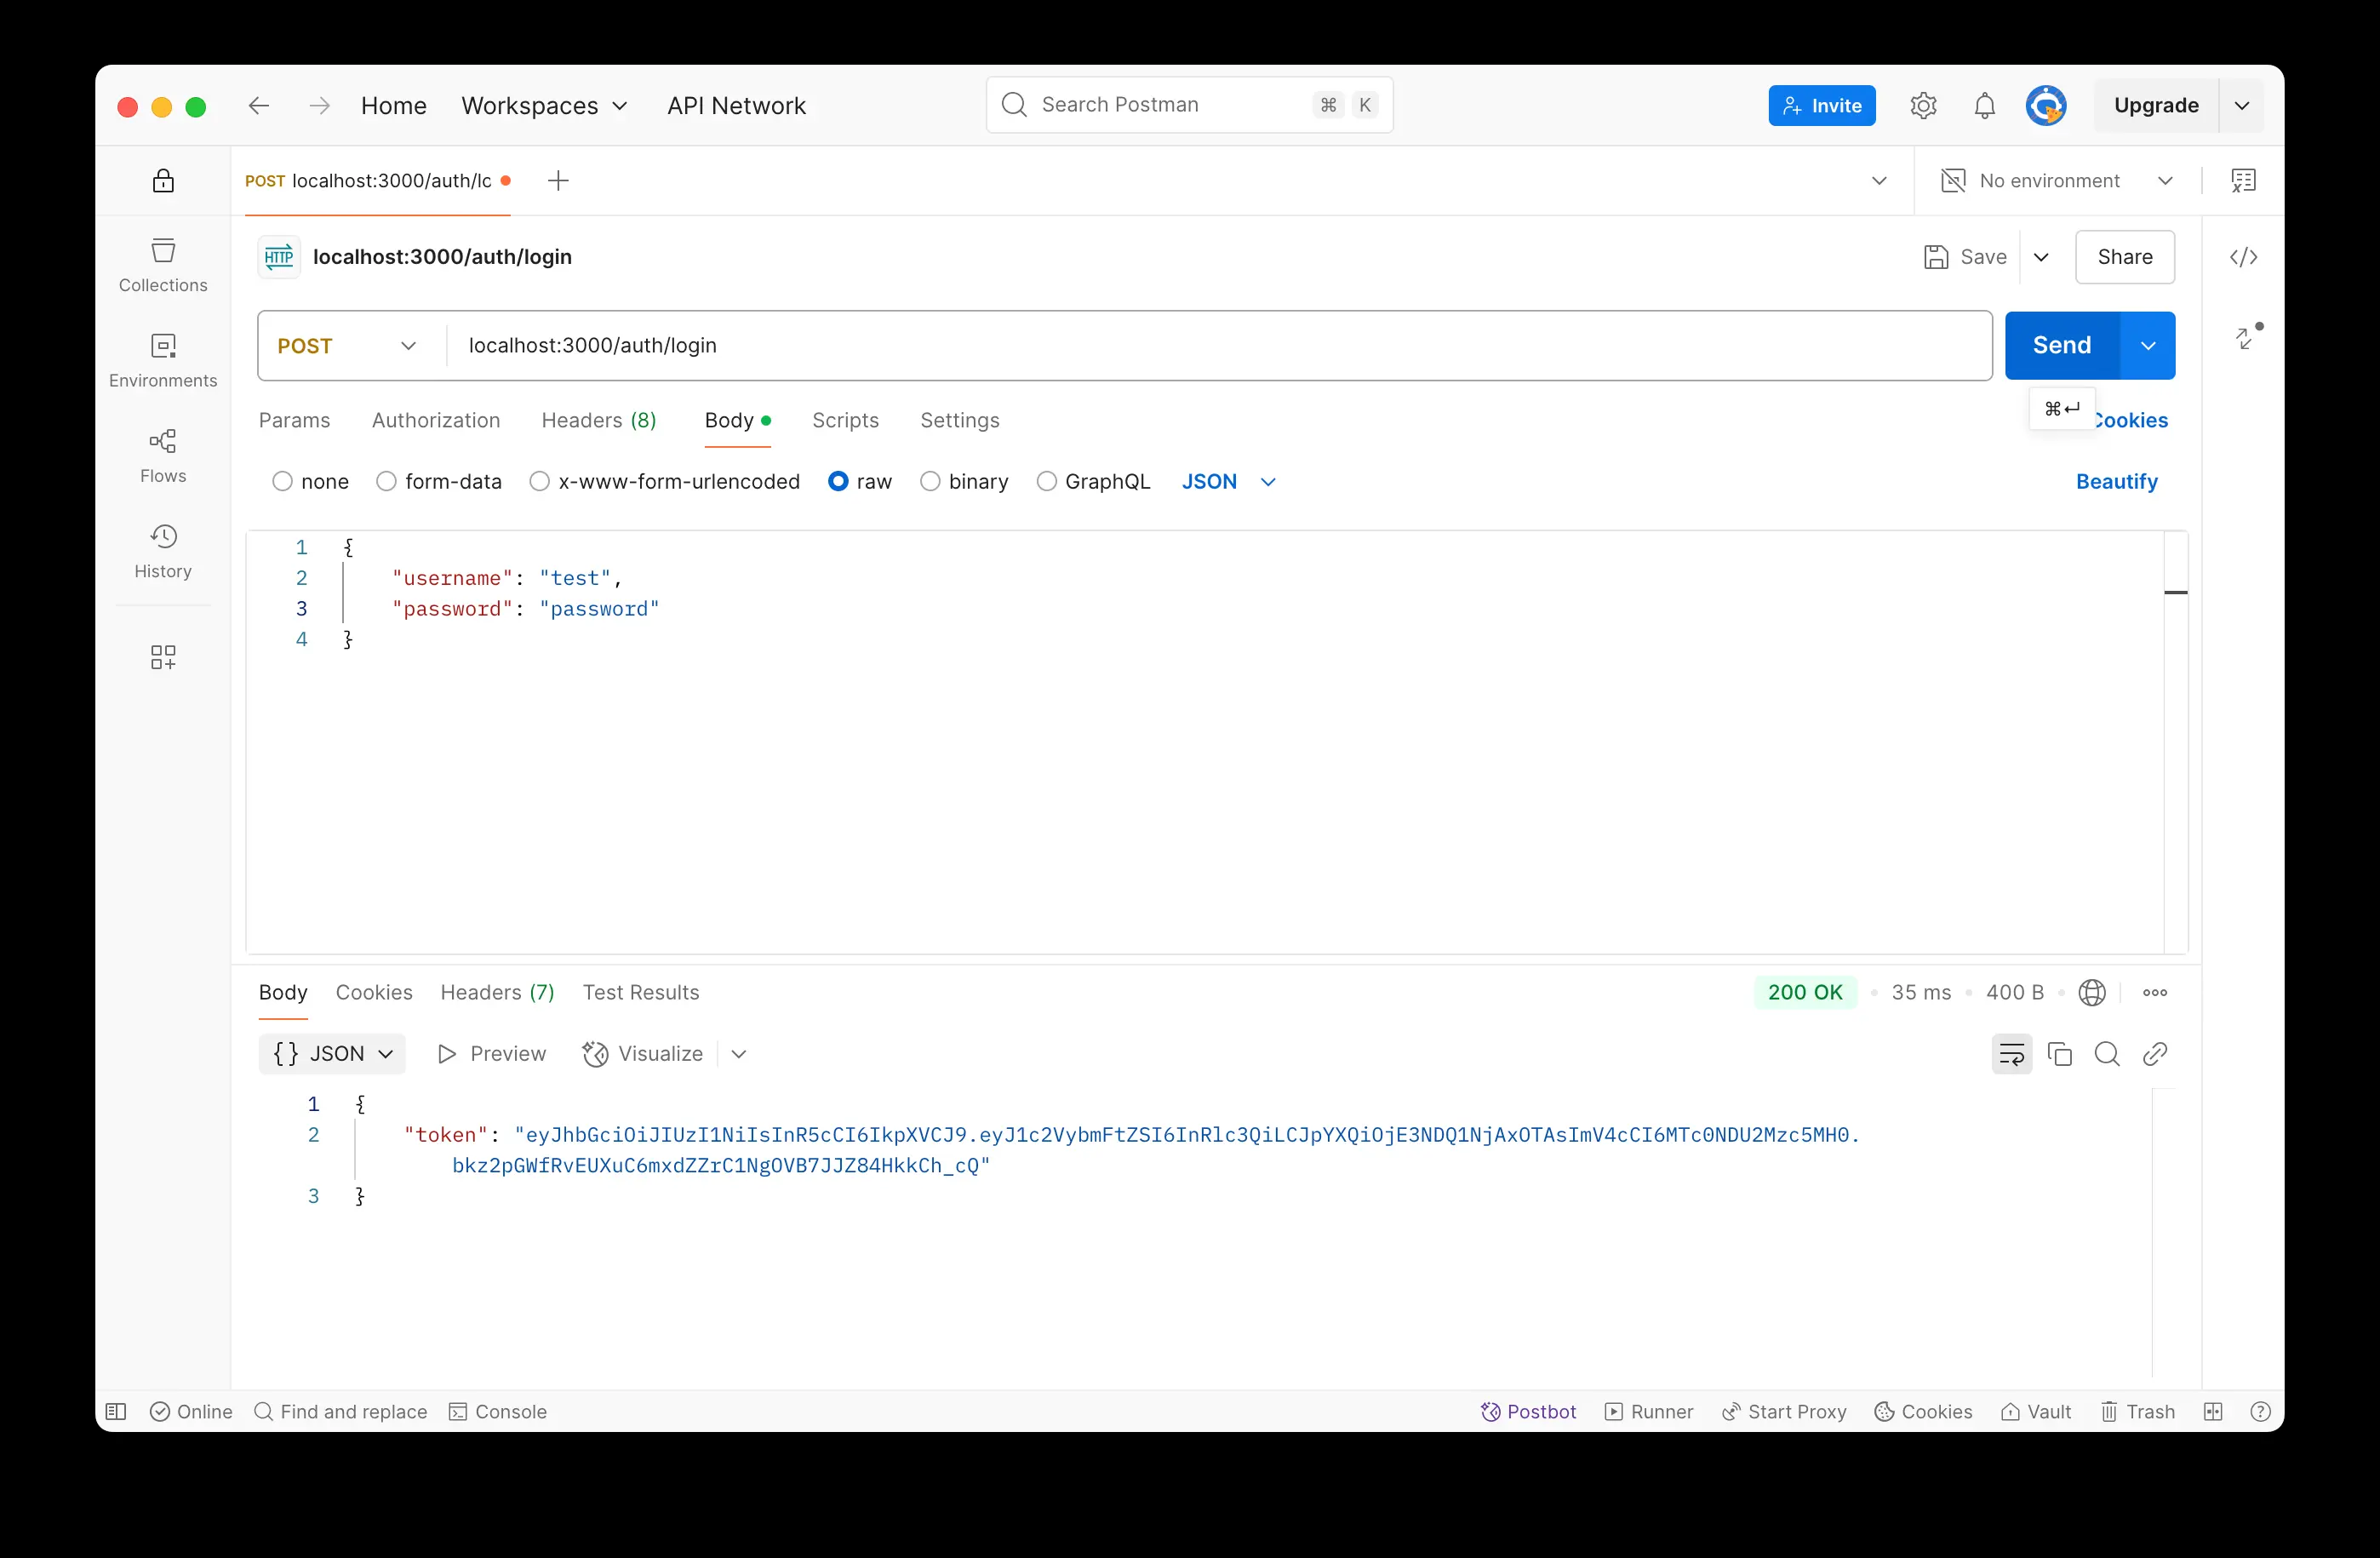 Home Workspaces API Network Search Postman ⌘ K Invite Upgrade
POST localhost:3000/auth/lc No environment
HTTP localhost:3000/auth/login Save Share
Collections
Environments
Flows
History
POST localhost:3000/auth/login Send
⌘↵
Params Authorization Headers (8) Body Scripts Settings Cookies
none form-data x-www-form-urlencoded raw binary GraphQL JSON Beautify
1 {
2 "username": "test",
3 "password": "password"
4 }
Body Cookies Headers (7) Test Results 200 OK 35 ms 400 B
{} JSON Preview Visualize
1 {
2 "token": "eyJhbGciOiJIUzI1NiIsInR5cCI6IkpXVCJ9.eyJ1c2VybmFtZSI6InRlc3QiLCJpYXQiOjE3NDQ1NjAxOTAsImV4cCI6MTc0NDU2Mzc5MH0.
bkz2pGWfRvEUXuC6mxdZZrC1NgOVB7JJZ84HkkCh_cQ"
3 }
Online Find and replace Console Postbot Runner Start Proxy Cookies Vault Trash